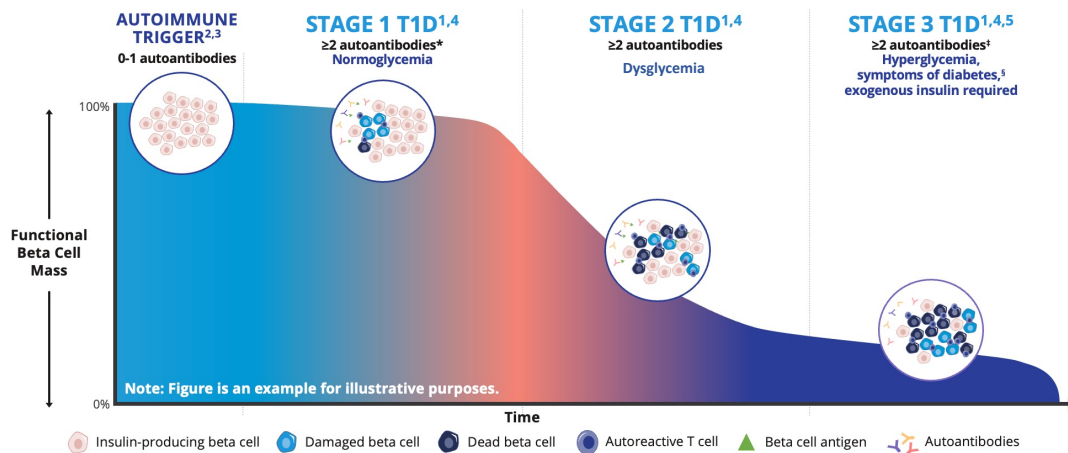 AUTOIMMUNE
TRIGGER2,3
0-1 autoantibodies
STAGE 1 T1D1,4
≥2 autoantibodies*
Normoglycemia
STAGE 2 T1D1,4
≥2 autoantibodies
Dysglycemia
STAGE 3 T1D1,4,5
≥2 autoantibodies‡
Hyperglycemia,
symptoms of diabetes,§
exogenous insulin required
100%
Functional
Beta Cell
Mass
0%
Note: Figure is an example for illustrative purposes.
Time
Insulin-producing beta cell
Damaged beta cell
Dead beta cell
Autoreactive T cell
Beta cell antigen
Autoantibodies